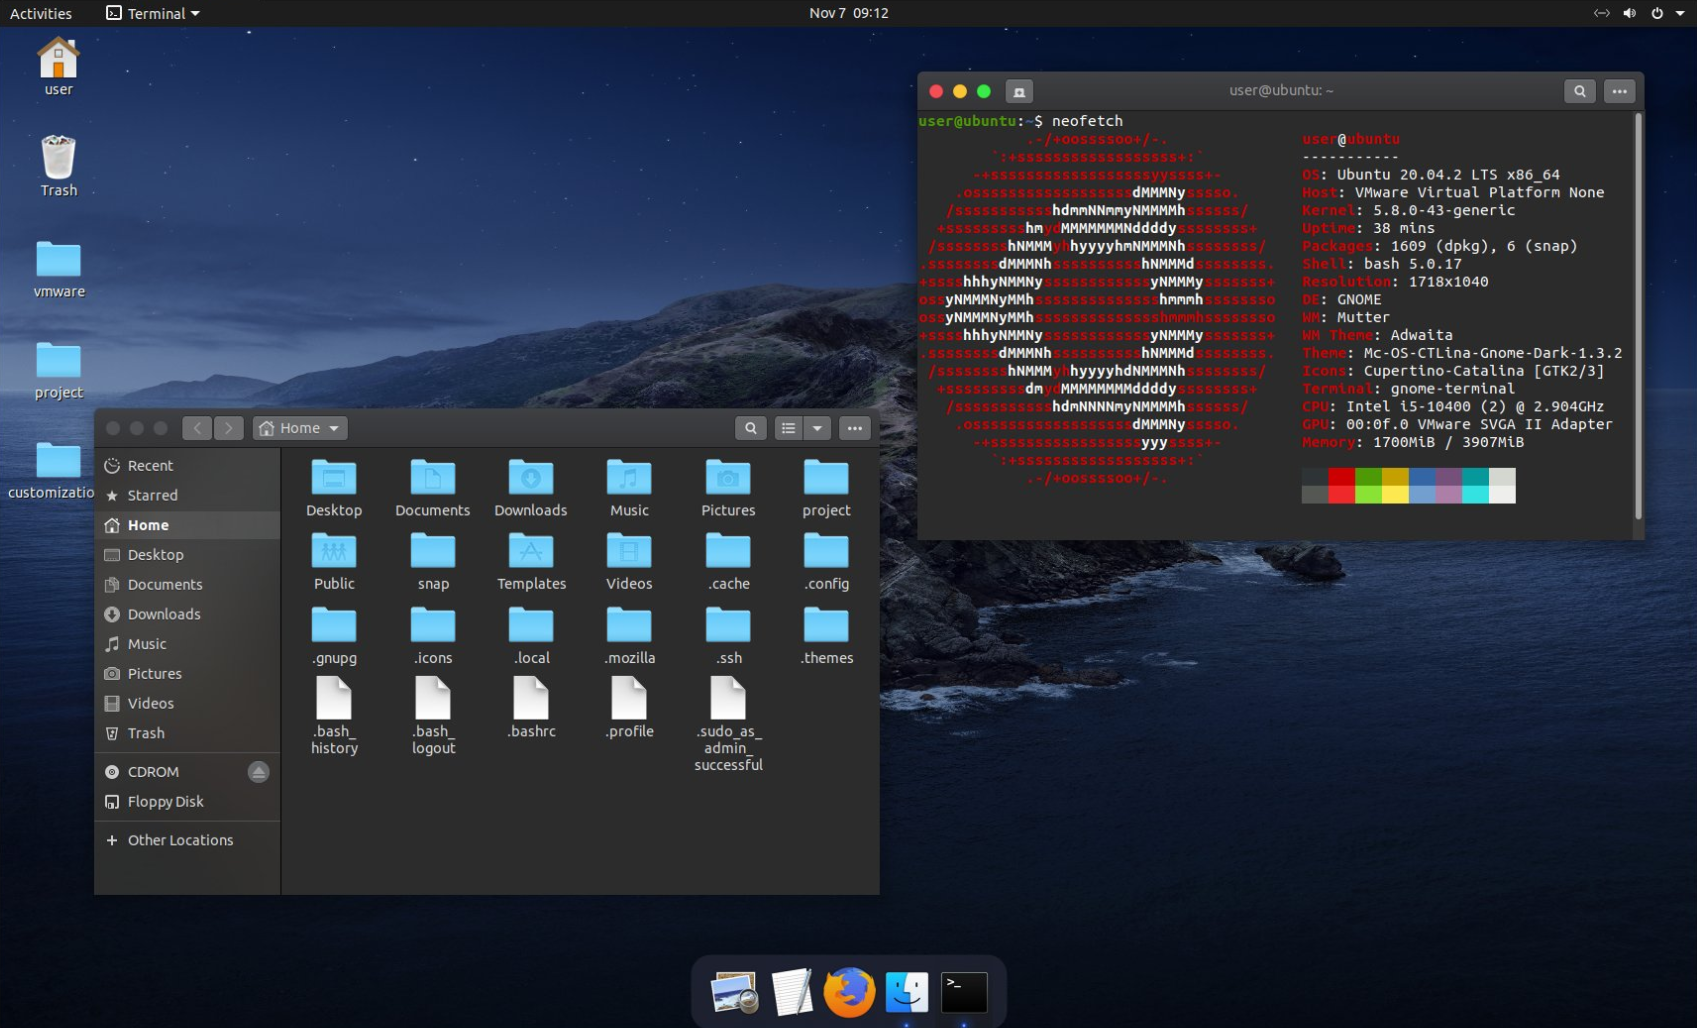 Activities
Terminal
Nov 7 09:12
user
Trash
vmware
project
customizatio
user@ubuntu: ~
user@ubuntu:~$ neofetch
.-/+oossssoo+/-.
`:+ssssssssssssssssss+:`
-+ssssssssssssssssssyyssss+-
.ossssssssssssssssssdMMMNysssso.
/ssssssssssshdmmNNmmyNMMMMhssssss/
+ssssssssshmydMMMMMMMNddddyssssssss+
/sssssssshNMMMyhhyyyyhmNMMMNhssssssss/
.ssssssssdMMMNhsssssssssshNMMMdssssssss.
+sssshhhyNMMNyssssssssssssyNMMMysssssss+
ossyNMMMNyMMhsssssssssssssshmmmhssssssso
ossyNMMMNyMMhsssssssssssssshmmmhssssssso
+sssshhhyNMMNyssssssssssssyNMMMysssssss+
.ssssssssdMMMNhsssssssssshNMMMdssssssss.
/sssssssshNMMMyhhyyyyhdNMMMNhssssssss/
+sssssssssdmydMMMMMMMMddddyssssssss+
/ssssssssssshdmNNNNmyNMMMMhssssss/
.ossssssssssssssssssdMMMNysssso.
-+sssssssssssssssssyyyssss+-
`:+ssssssssssssssssss+:`
.-/+oossssoo+/-.
user@ubuntu
-----------
OS: Ubuntu 20.04.2 LTS x86_64
Host: VMware Virtual Platform None
Kernel: 5.8.0-43-generic
Uptime: 38 mins
Packages: 1609 (dpkg), 6 (snap)
Shell: bash 5.0.17
Resolution: 1718x1040
DE: GNOME
WM: Mutter
WM Theme: Adwaita
Theme: Mc-OS-CTLina-Gnome-Dark-1.3.2
Icons: Cupertino-Catalina [GTK2/3]
Terminal: gnome-terminal
CPU: Intel i5-10400 (2) @ 2.904GHz
GPU: 00:0f.0 VMware SVGA II Adapter
Memory: 1700MiB / 3907MiB
Home
Recent
Starred
Home
Desktop
Documents
Downloads
Music
Pictures
Videos
Trash
CDROM
Floppy Disk
Other Locations
Desktop
Documents
Downloads
Music
Pictures
project
Public
snap
Templates
Videos
.cache
.config
.gnupg
.icons
.local
.mozilla
.ssh
.themes
.bash_
history
.bash_
logout
.bashrc
.profile
.sudo_as_
admin_
successful
>_